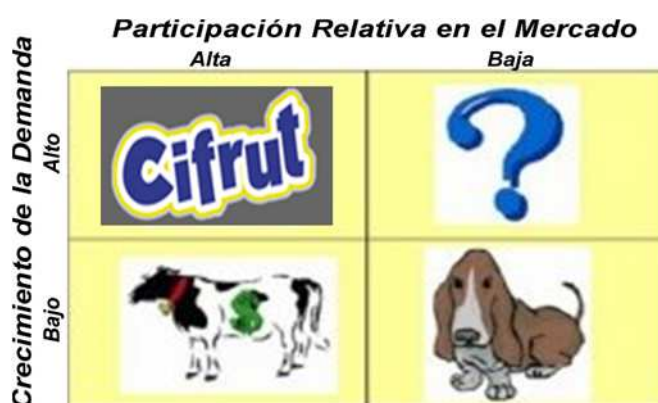 Participación Relativa en el Mercado
Alta
Baja
Crecimiento de la Demanda
Alto
Cifrut
?
Bajo
$